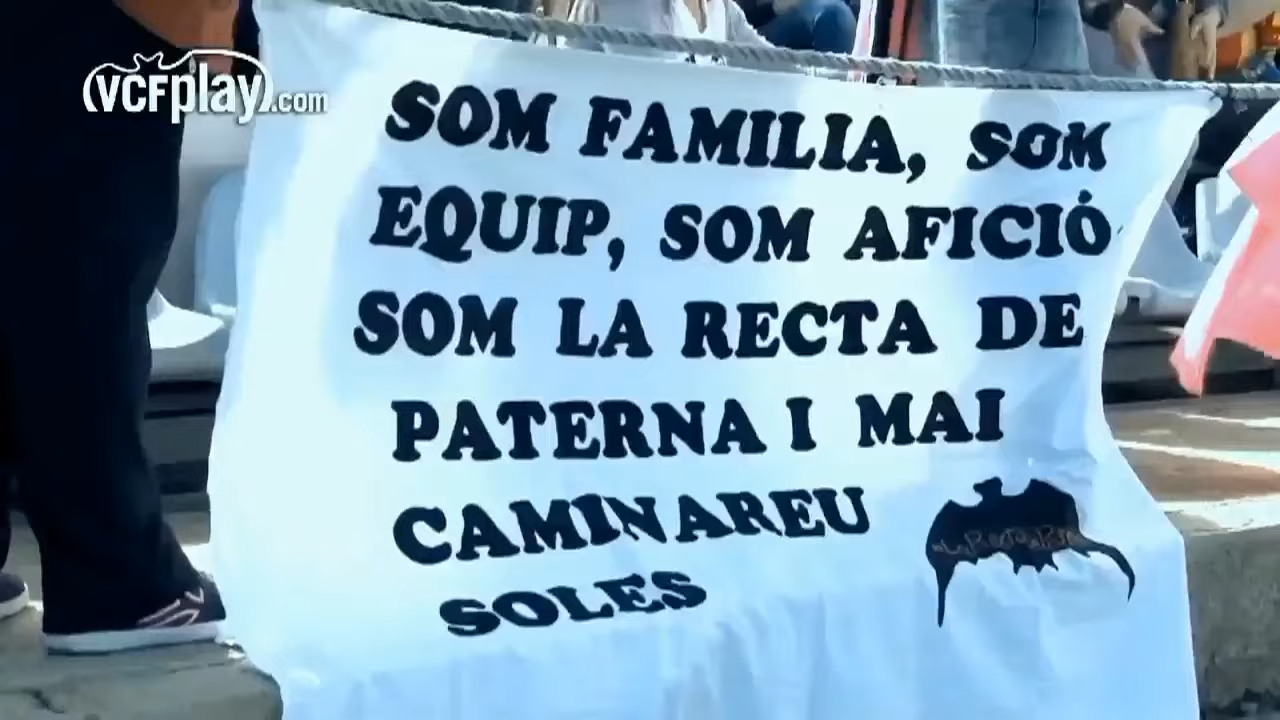 (VCFplay).com
SOM FAMILIA, SOM
EQUIP, SOM AFICIÓ
SOM LA RECTA DE
PATERNA I MAI
CAMINAREU
SOLES